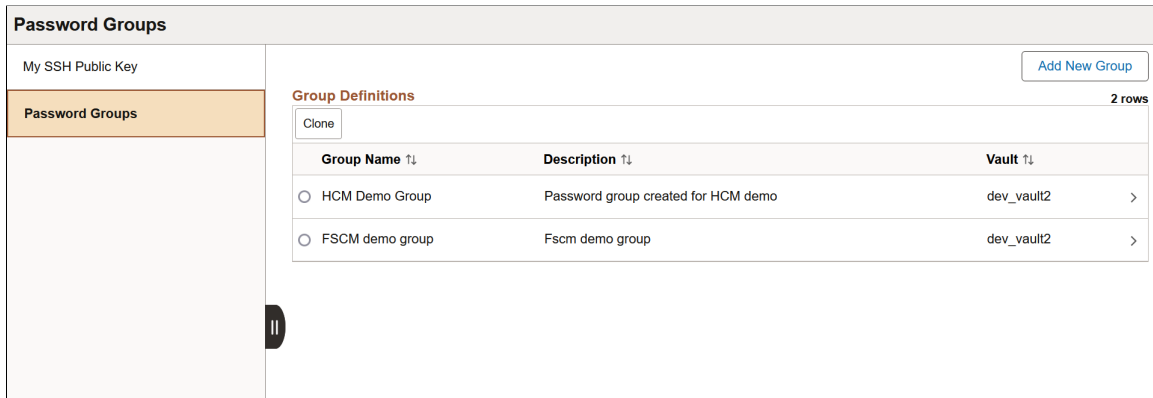 Password Groups
My SSH Public Key
Password Groups
Add New Group
Group Definitions
2 rows
Clone
Group Name Description Vault
HCM Demo Group Password group created for HCM demo dev_vault2
FSCM demo group Fscm demo group dev_vault2